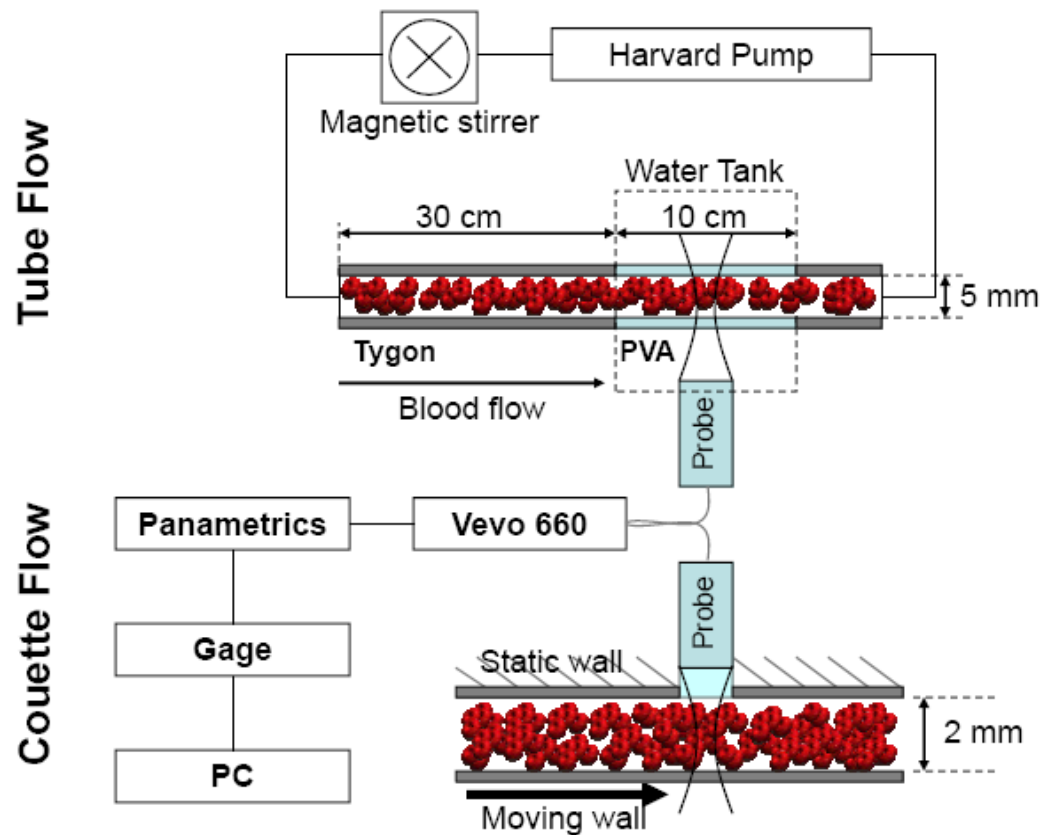 Tube Flow
Harvard Pump
Magnetic stirrer
Water Tank
30 cm
10 cm
5 mm
Tygon
PVA
Blood flow
Probe
Couette Flow
Panametrics
Vevo 660
Probe
Gage
Static wall
2 mm
PC
Moving wall